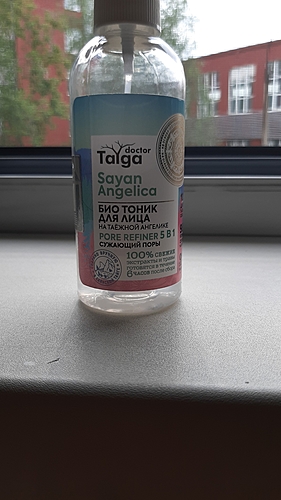 doctor
Taiga
Sayan
Angelica
БИО ТОНИК
ДЛЯ ЛИЦА
НА ТАЁЖНОЙ АНГЕЛИКЕ
PORE REFINER 5 В 1
СУЖАЮЩИЙ ПОРЫ
100% СВЕЖИЕ
экстракты и травы
готовятся в течение
6 часов после сбора